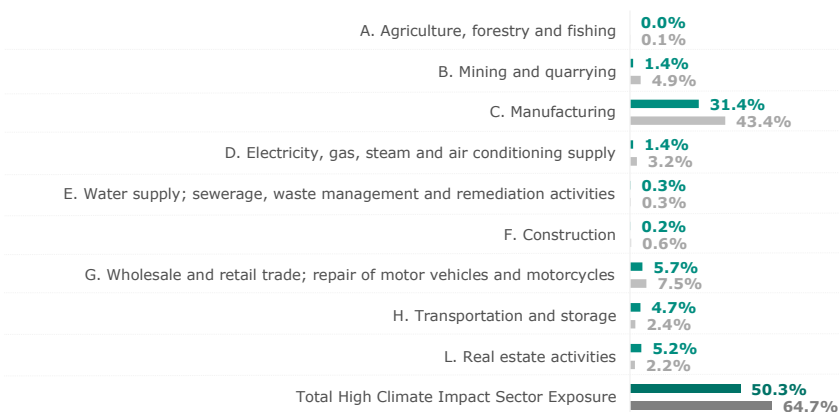 A. Agriculture, forestry and fishing
0.0%
0.1%
B. Mining and quarrying
1.4%
4.9%
C. Manufacturing
31.4%
43.4%
D. Electricity, gas, steam and air conditioning supply
1.4%
3.2%
E. Water supply; sewerage, waste management and remediation activities
0.3%
0.3%
F. Construction
0.2%
0.6%
G. Wholesale and retail trade; repair of motor vehicles and motorcycles
5.7%
7.5%
H. Transportation and storage
4.7%
2.4%
L. Real estate activities
5.2%
2.2%
Total High Climate Impact Sector Exposure
50.3%
64.7%